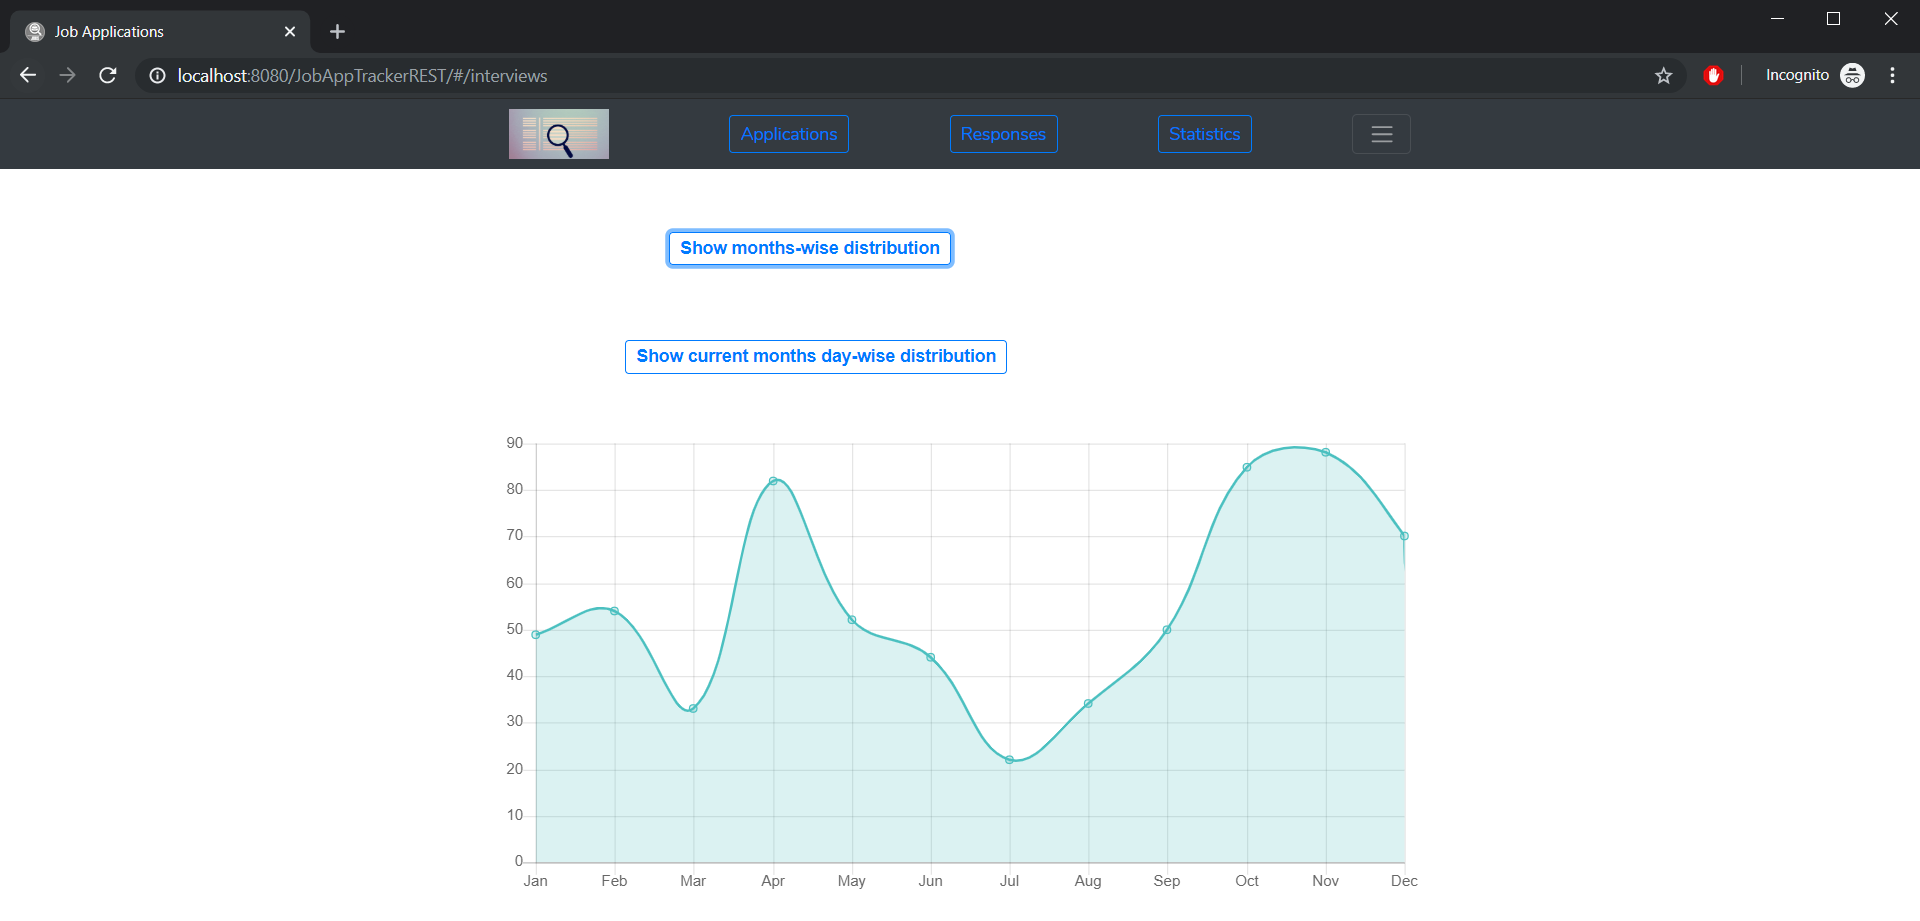 Job Applications
localhost:8080/JobAppTrackerREST/#/interviews
Incognito
Applications
Responses
Statistics
Show months-wise distribution
Show current months day-wise distribution
90
80
70
60
50
40
30
20
10
0
Jan Feb Mar Apr May Jun Jul Aug Sep Oct Nov Dec